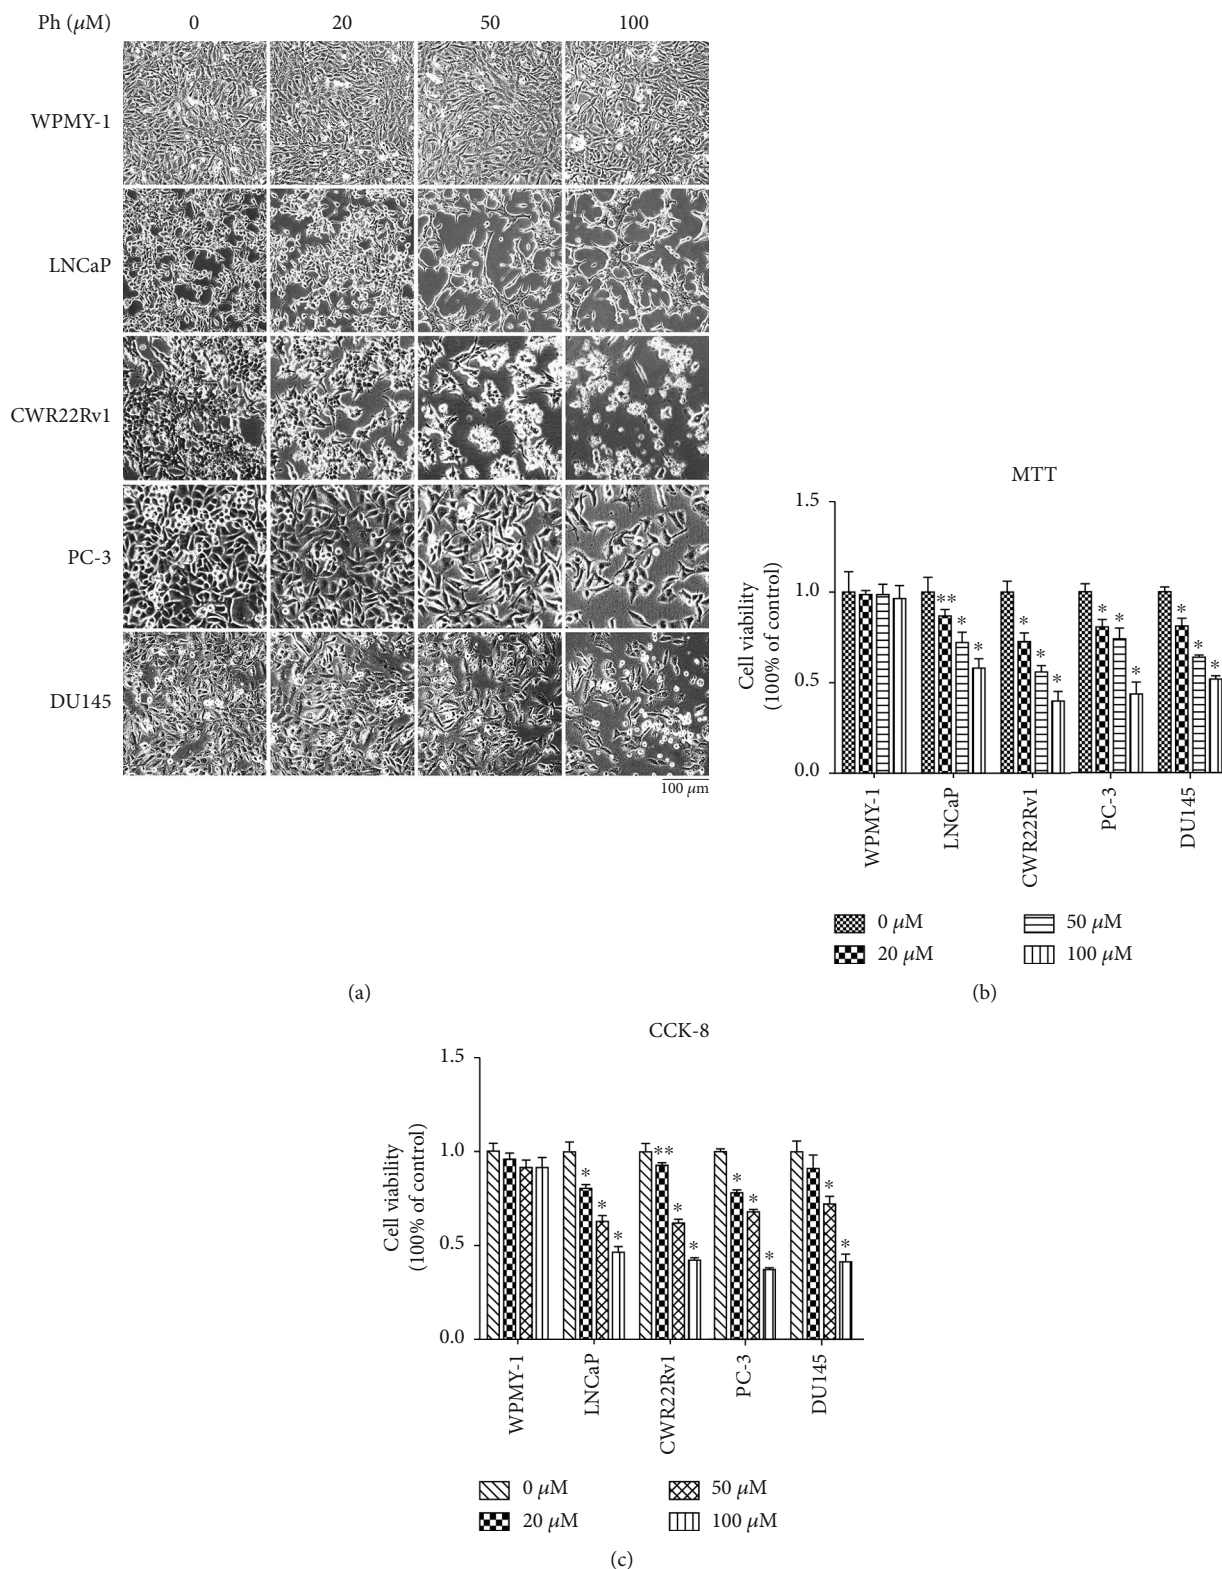 Ph (μM) 0 20 50 100
WPMY-1
LNCaP
CWR22Rv1
PC-3
DU145
100 μm
(a)
MTT
Cell viability
(100% of control)
1.5
1.0
0.5
0.0
** * *
* * *
* * *
* * *
WPMY-1 LNCaP CWR22Rv1 PC-3 DU145
0 μM 50 μM
20 μM 100 μM
(b)
CCK-8
Cell viability
(100% of control)
1.5
1.0
0.5
0.0
* * *
** * *
* * *
* *
WPMY-1 LNCaP CWR22Rv1 PC-3 DU145
0 μM 50 μM
20 μM 100 μM
(c)